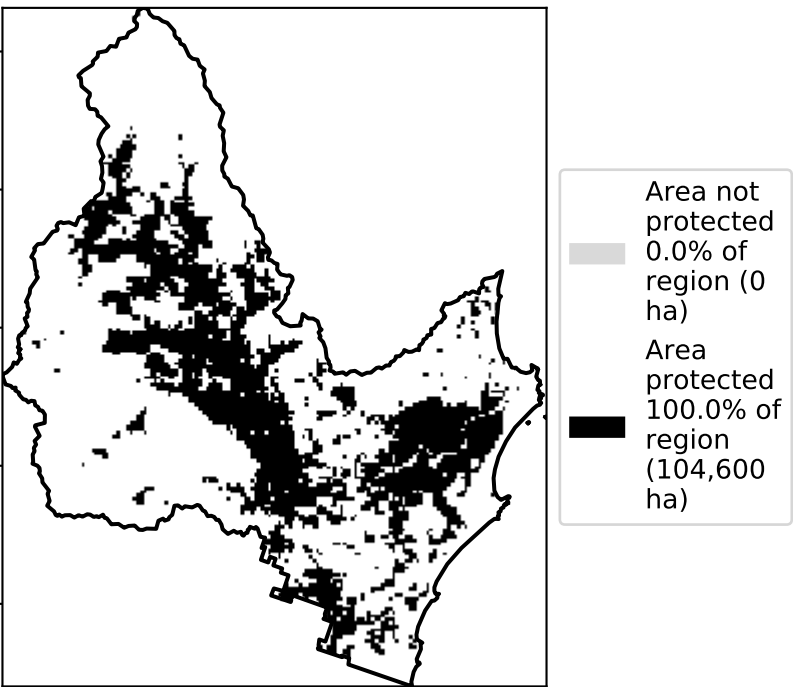 Area not
protected
0.0% of
region (0
ha)
Area
protected
100.0% of
region
(104,600
ha)